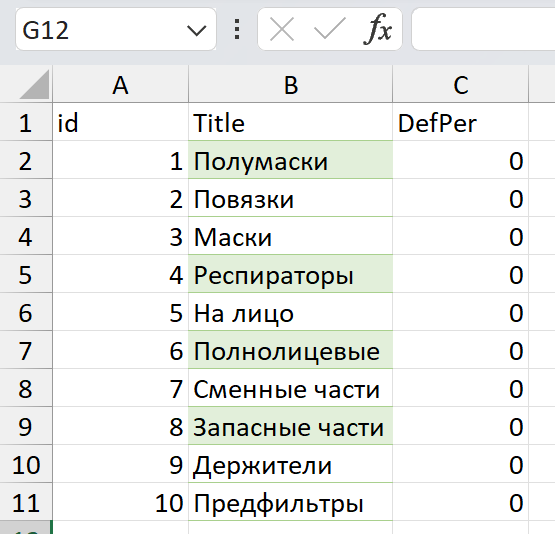 G12 fx
A B C
1 id Title DefPer
2 1 Полумаски 0
3 2 Повязки 0
4 3 Маски 0
5 4 Респираторы 0
6 5 На лицо 0
7 6 Полнолицевые 0
8 7 Сменные части 0
9 8 Запасные части 0
10 9 Держители 0
11 10 Предфильтры 0